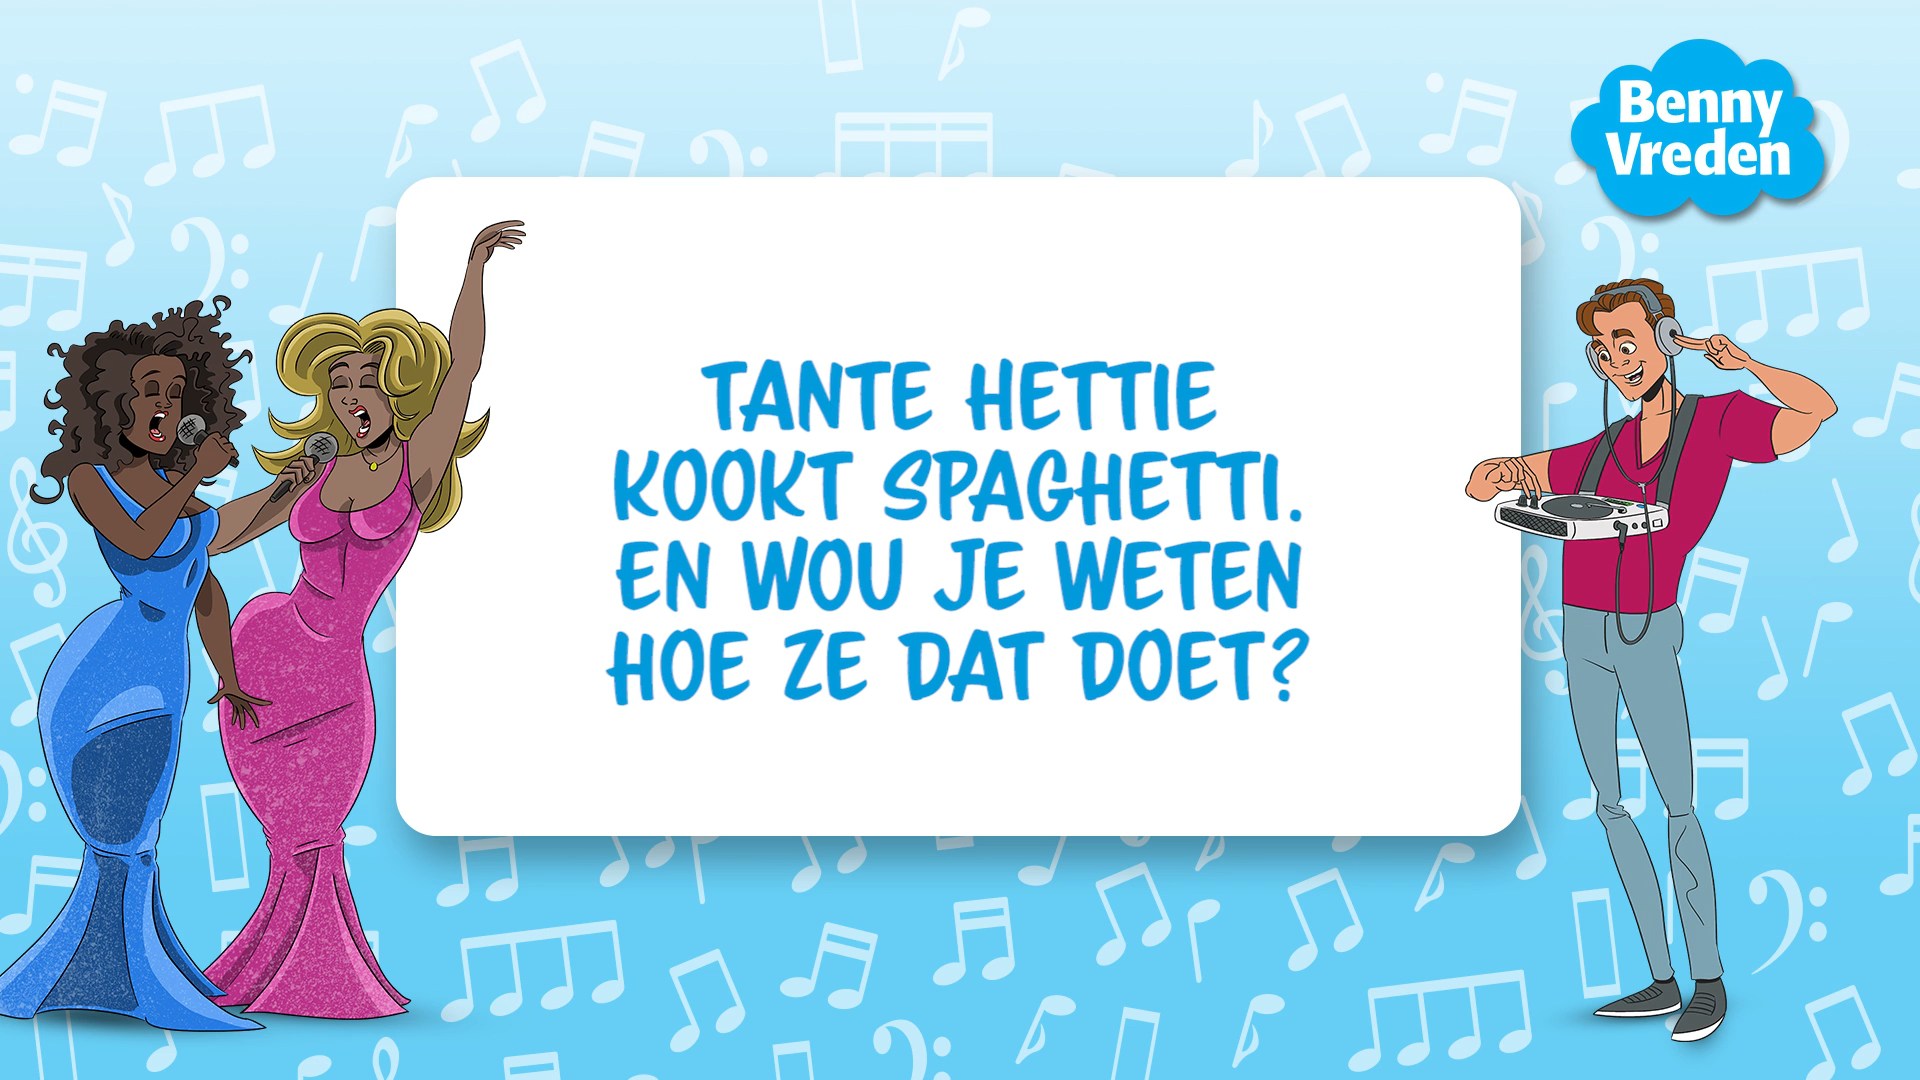 Benny
Vreden
TANTE HETTIE
KOOKT SPAGHETTI.
EN WOU JE WETEN
HOE ZE DAT DOET?